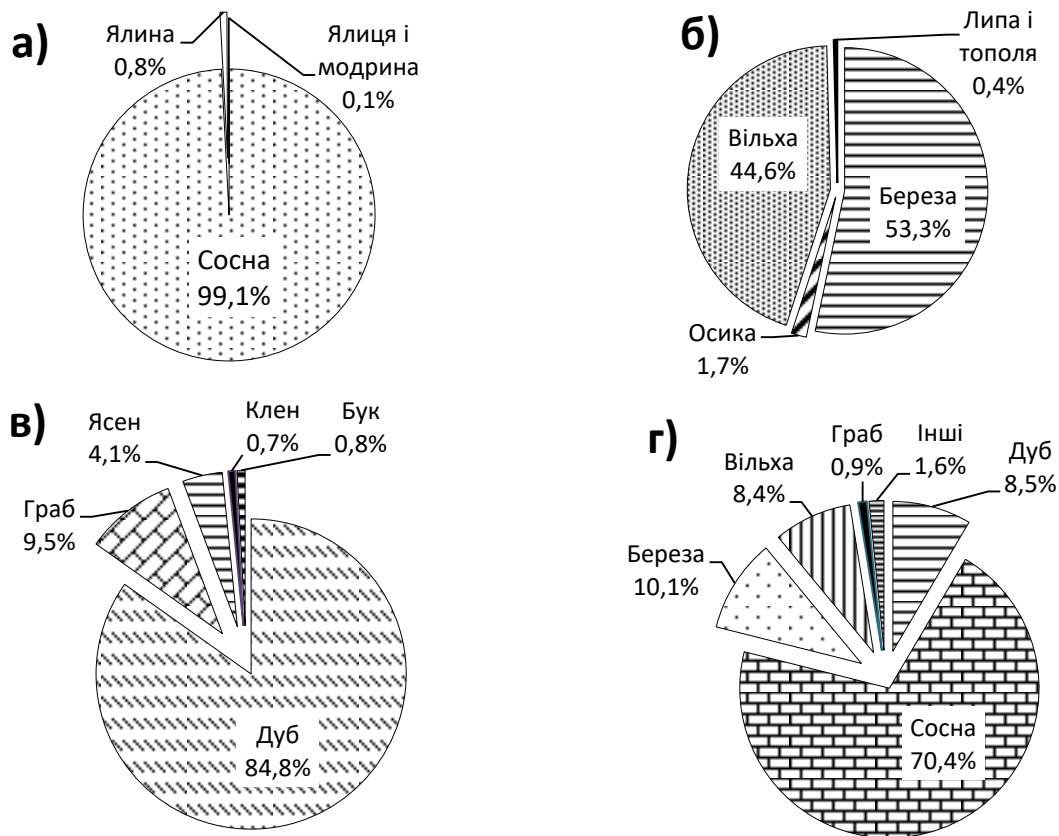 а)
Ялина
0,8%
Ялиця і
модрина
0,1%
Сосна
99,1%
б)
Липа і
тополя
0,4%
Вільха
44,6%
Береза
53,3%
Осика
1,7%
в)
Ясен
4,1%
Клен
0,7%
Бук
0,8%
Граб
9,5%
Дуб
84,8%
г)
Вільха
8,4%
Граб
0,9%
Інші
1,6%
Дуб
8,5%
Береза
10,1%
Сосна
70,4%